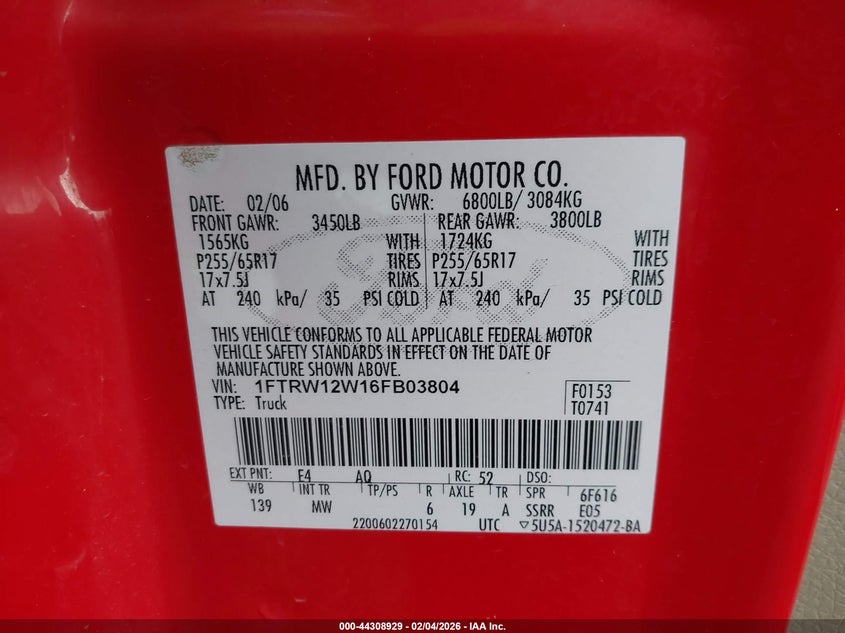 MFD. BY FORD MOTOR CO.
DATE: 02/06 GVWR: 6800LB/ 3084KG
FRONT GAWR: 3450LB REAR GAWR: 3800LB
1565KG WITH 1724KG WITH
P255/65R17 TIRES P255/65R17 TIRES
17x7.5J RIMS 17x7.5J RIMS
AT 240 kPa/ 35 PSI COLD AT 240 kPa/ 35 PSI COLD
Ford
THIS VEHICLE CONFORMS TO ALL APPLICABLE FEDERAL MOTOR
VEHICLE SAFETY STANDARDS IN EFFECT ON THE DATE OF
MANUFACTURE SHOWN ABOVE.
VIN: 1FTRW12W16FB03804 F0153
TYPE: Truck T0741
EXT PNT: E4 AQ RC: 52 DSO:
WB INT TR TP/PS R AXLE TR SPR 6F616
139 MW 6 19 A SSRR E05
2200602270154 UTC ▽5U5A-1520472-BA
000-44308929 - 02/04/2026 - IAA Inc.